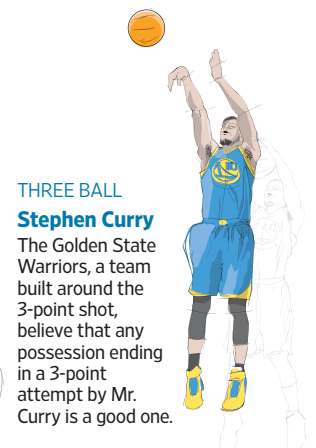 THREE BALL
Stephen Curry
The Golden State
Warriors, a team
built around the
3-point shot,
believe that any
possession ending
in a 3-point
attempt by Mr.
Curry is a good one.